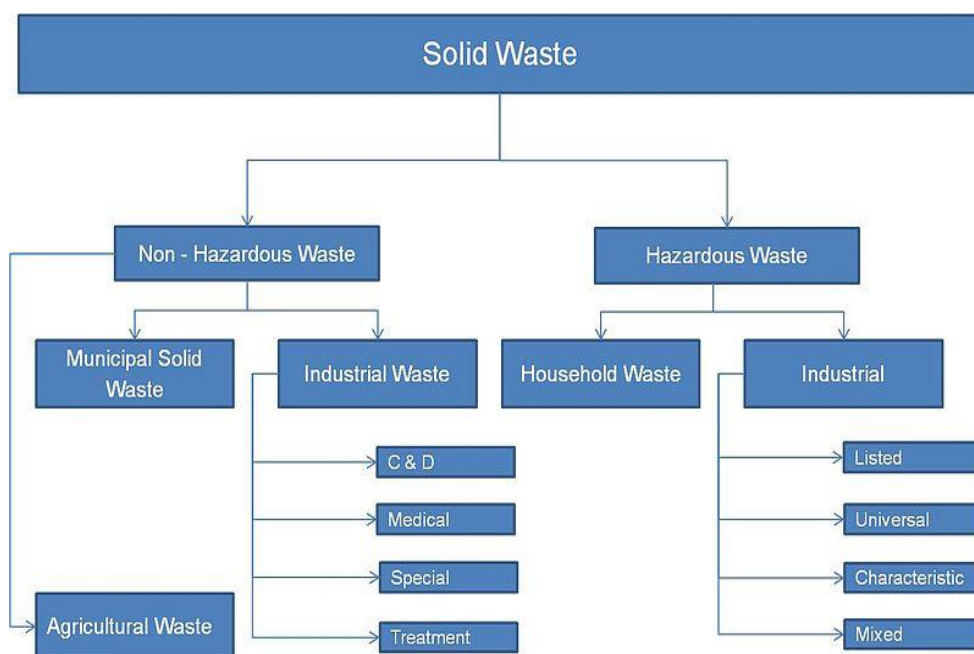 Solid Waste
Non - Hazardous Waste
Hazardous Waste
Municipal Solid
Waste
Industrial Waste
Household Waste
Industrial
C & D
Medical
Special
Treatment
Agricultural Waste
Listed
Universal
Characteristic
Mixed